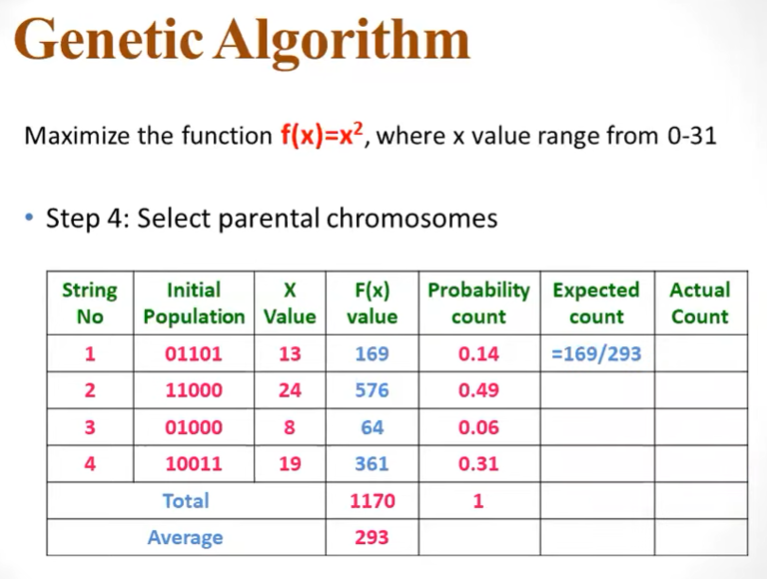 Genetic Algorithm
Maximize the function f(x)=x², where x value range from 0-31
• Step 4: Select parental chromosomes
String No Initial Population X Value F(x) value Probability count Expected count Actual Count
1 01101 13 169 0.14 =169/293
2 11000 24 576 0.49
3 01000 8 64 0.06
4 10011 19 361 0.31
Total 1170 1
Average 293